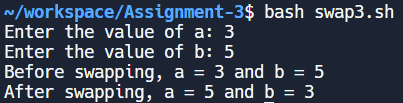 ~/workspace/Assignment-3$ bash swap3.sh
Enter the value of a: 3
Enter the value of b: 5
Before swapping, a = 3 and b = 5
After swapping, a = 5 and b = 3